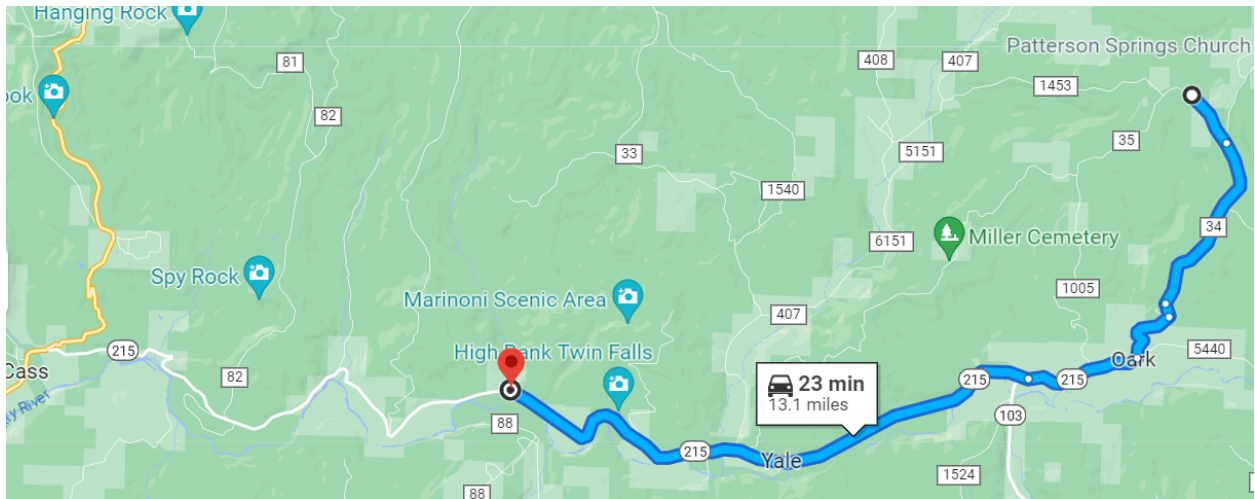 Hanging Rock
408
407
Patterson Springs Church
81
1453
ook
82
35
33
5151
1540
34
6151
Miller Cemetery
Spy Rock
1005
Marinoni Scenic Area
407
215
High Bank Twin Falls
5440
Oark
Cass
82
23 min
13.1 miles
215
215
88
103
River
215
Yale
1524
88